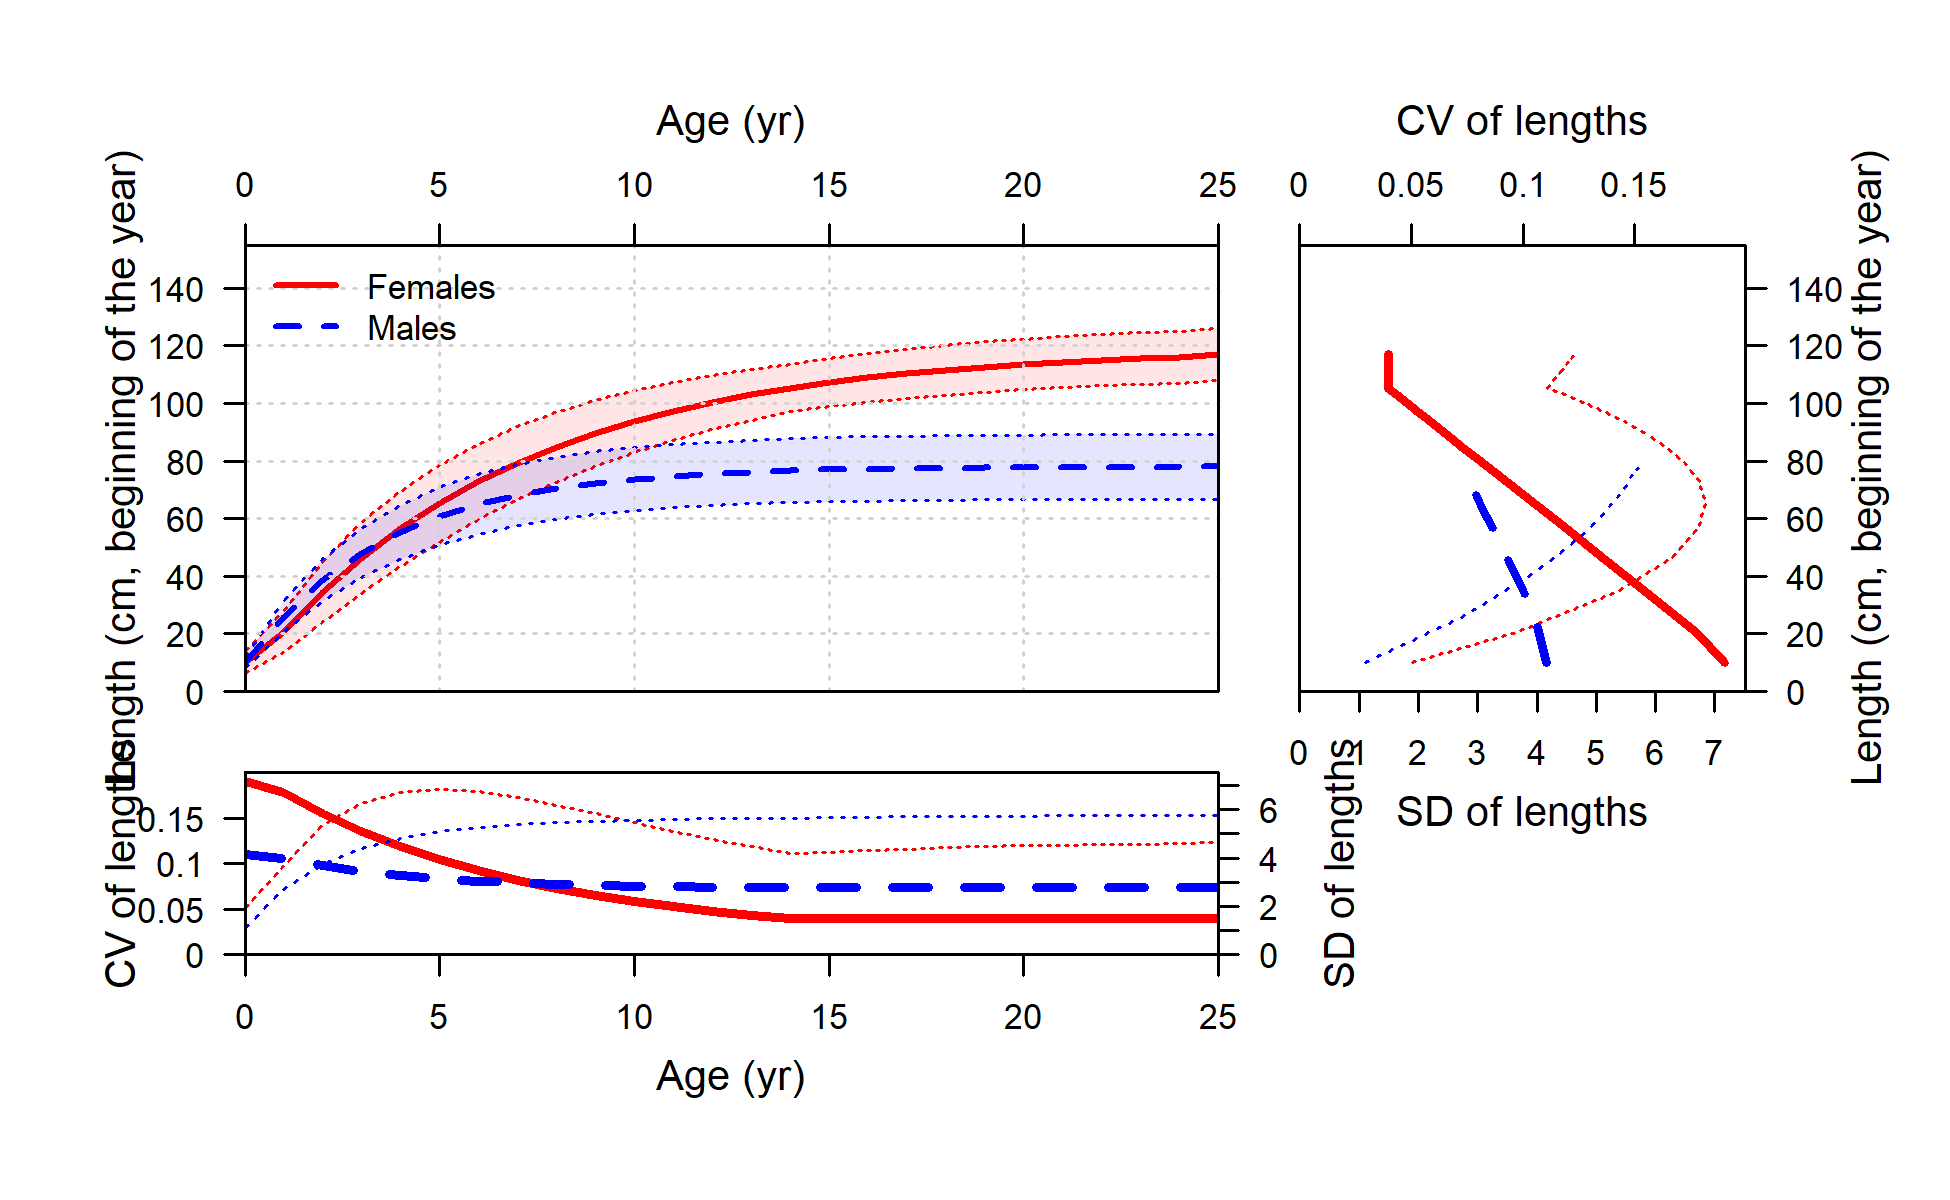 Age (yr)
CV of lengths
0 5 10 15 20 25
0 0.05 0.1 0.15
Length (cm, beginning of the year)
140
120
100
80
60
40
20
0
Females
Males
140
120
100
80
60
40
20
0
Length (cm, beginning of the year)
0 1 2 3 4 5 6 7
SD of lengths
CV of lengths
0.15
0.1
0.05
0
6
4
2
0
SD of lengths
0 5 10 15 20 25
Age (yr)